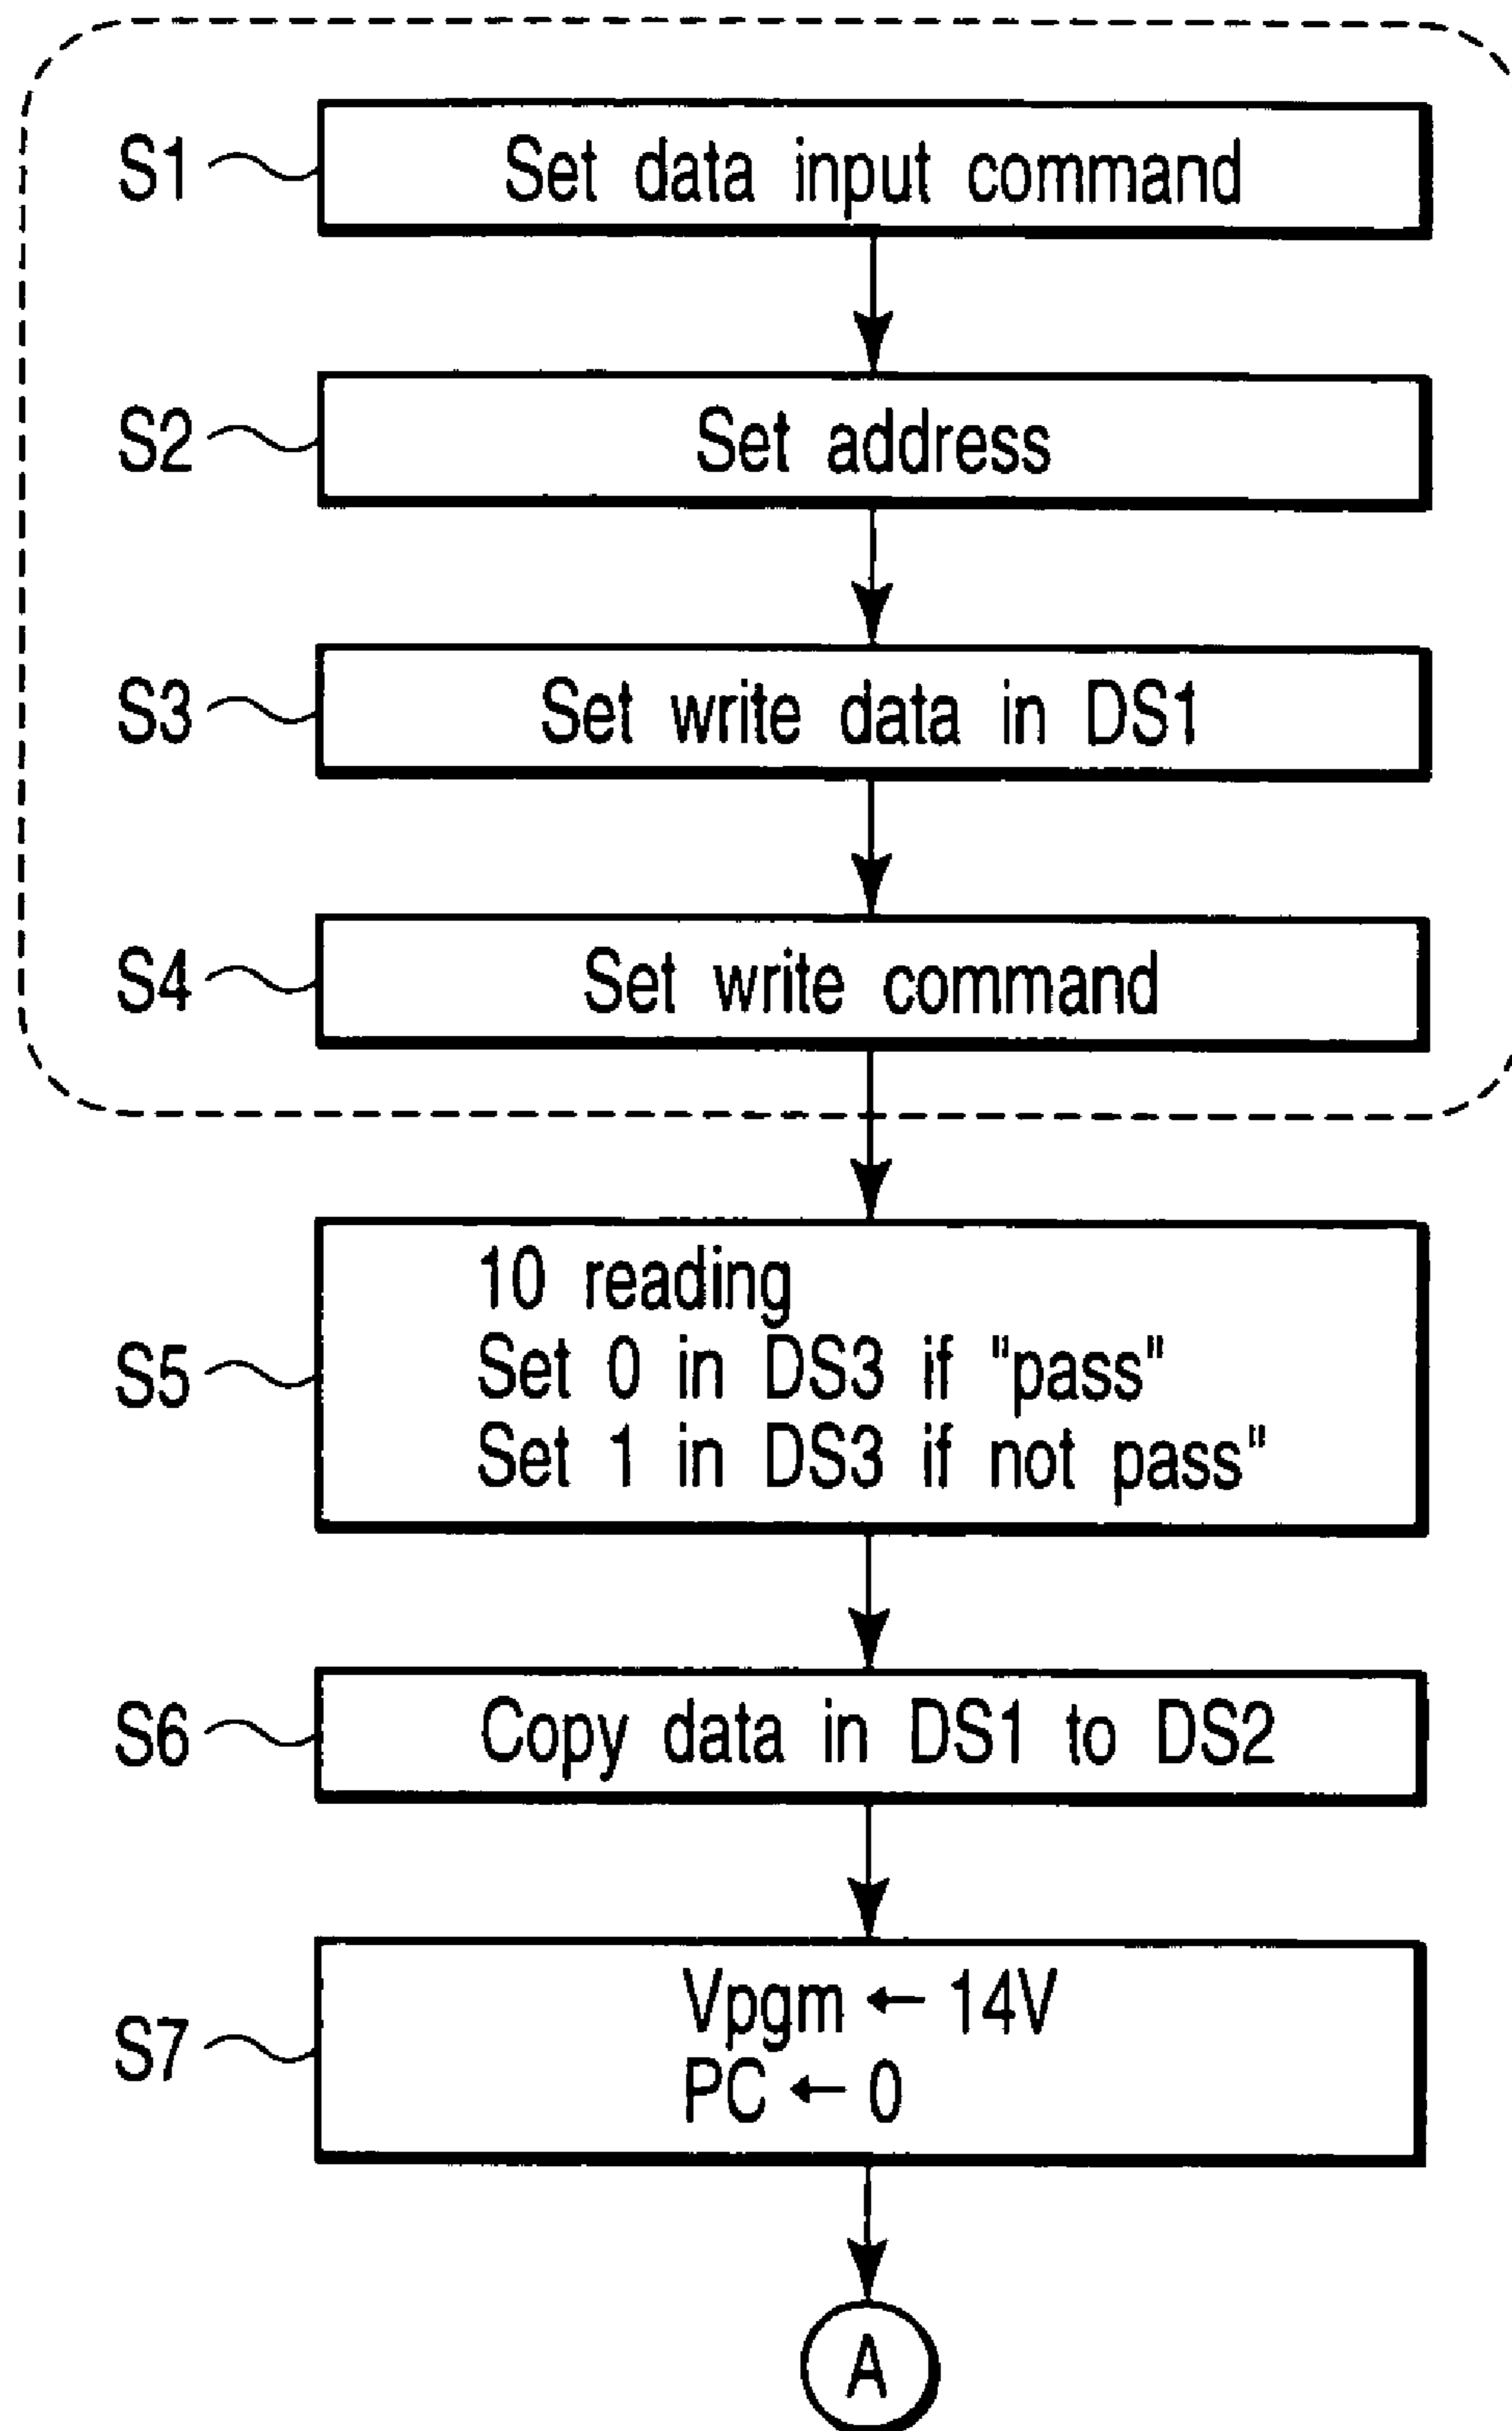 S1 Set data input command
S2 Set address
S3 Set write data in DS1
S4 Set write command
10 reading
Set 0 in DS3 if "pass"
S5
Set 1 in DS3 if not pass"
S6 Copy data in DS1 to DS2
Vpgm ← 14V
S7
PC ← 0
A